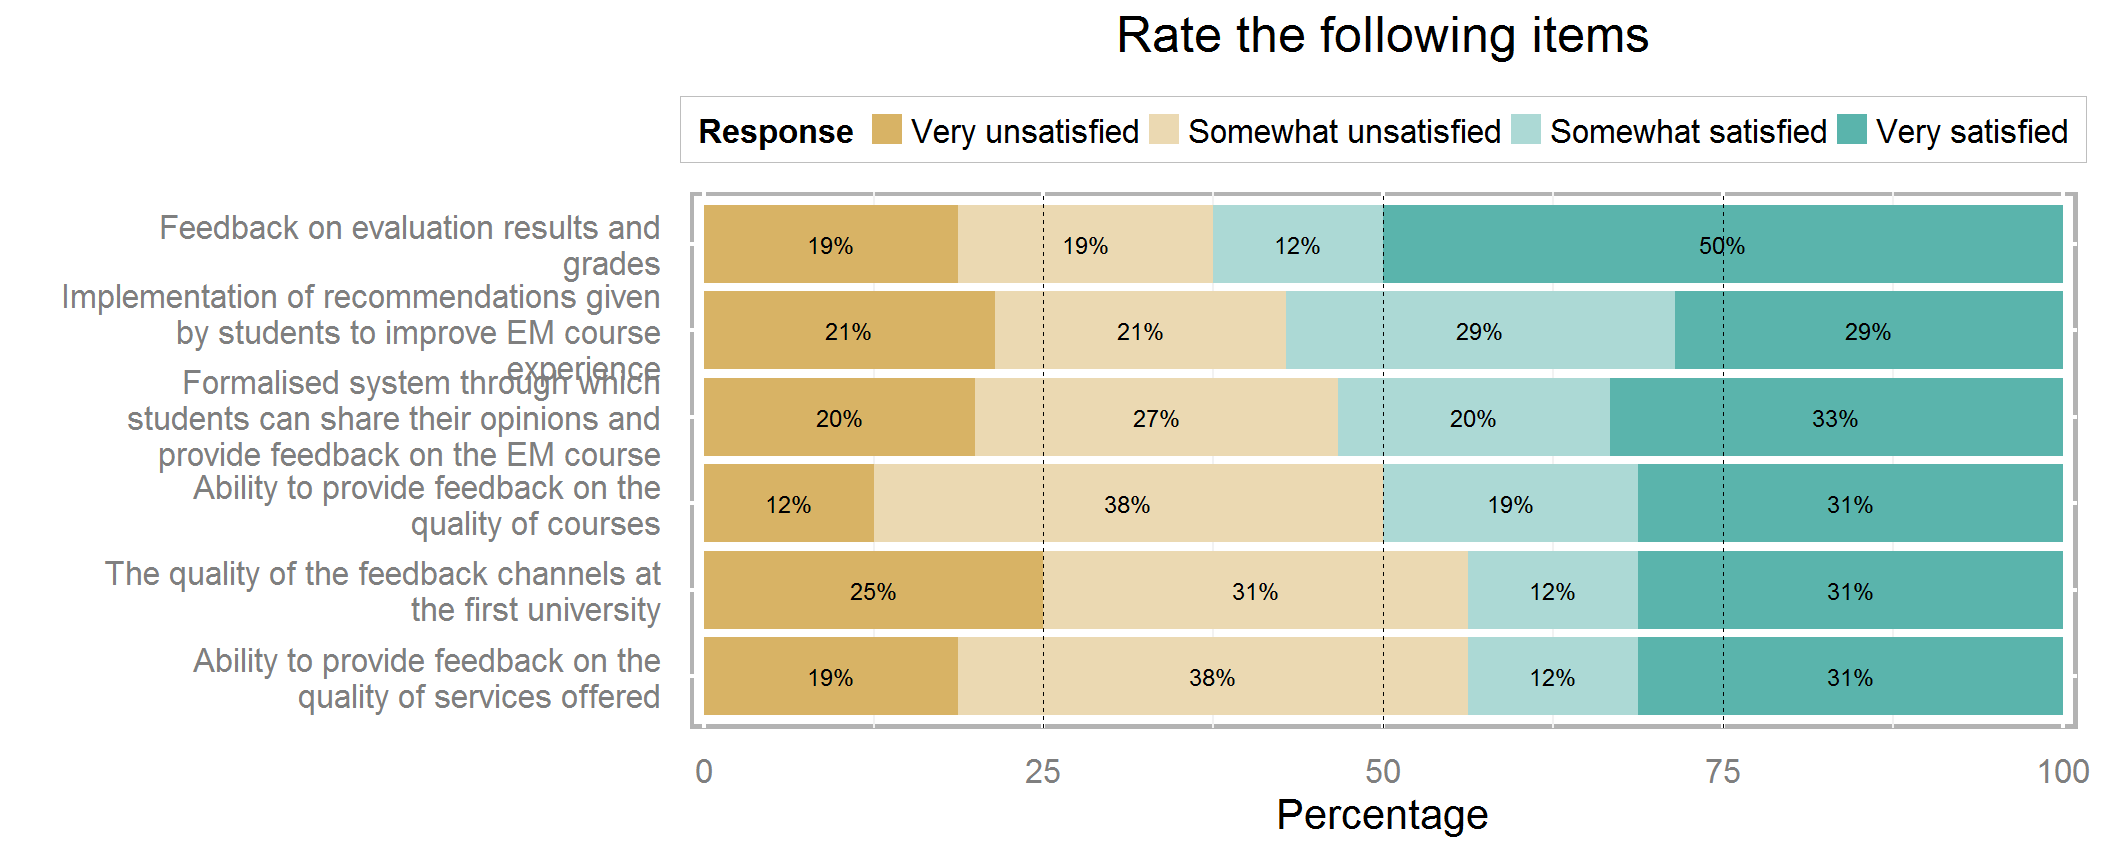 Rate the following items
Response Very unsatisfied Somewhat unsatisfied Somewhat satisfied Very satisfied
Feedback on evaluation results and
grades
19% 19% 12% 50%
Implementation of recommendations given
by students to improve EM course
experience
21% 21% 29% 29%
Formalised system through which
students can share their opinions and
provide feedback on the EM course
20% 27% 20% 33%
Ability to provide feedback on the
quality of courses
12% 38% 19% 31%
The quality of the feedback channels at
the first university
25% 31% 12% 31%
Ability to provide feedback on the
quality of services offered
19% 38% 12% 31%
0 25 50 75 100
Percentage